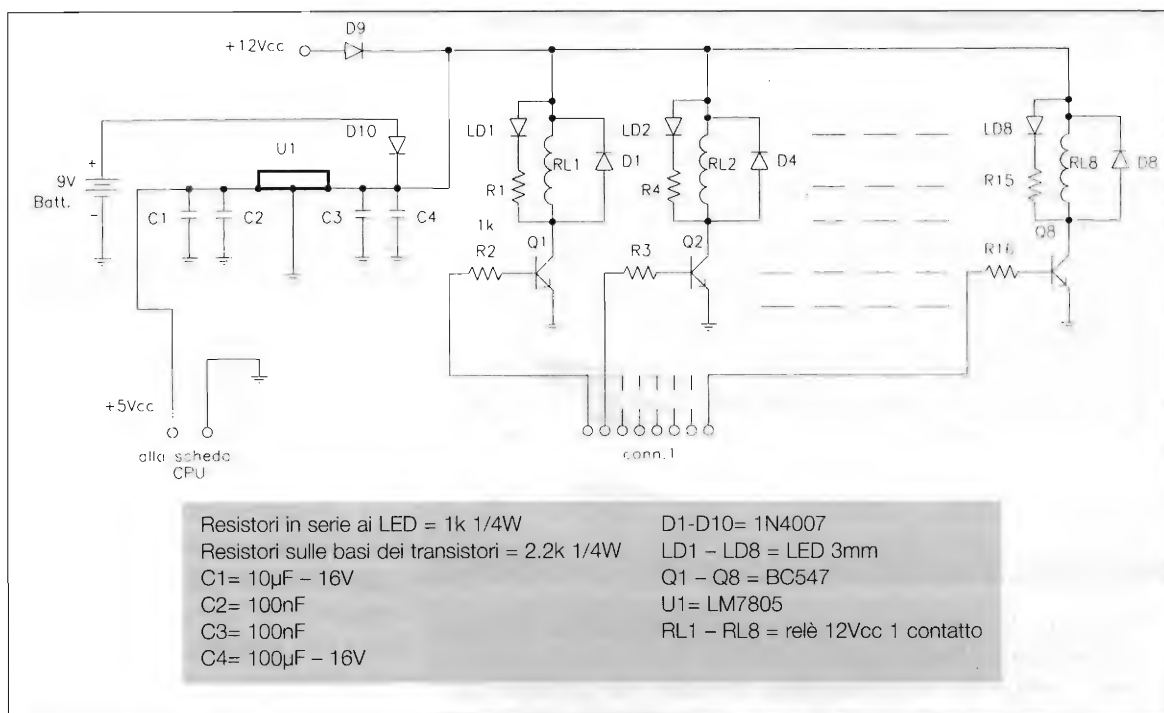 D9
+12Vcc
LD1
LD2
LD8
D10
RL1
D1
RL2
D4
RL8
D8
U1
+
9V
Batt.
-
R1
R4
R15
C1
C2
C3
C4
1k
Q1
Q2
Q8
R2
R3
R16
+5Vcc
alla scheda
CPU
conn.1
Resistori in serie ai LED = 1k 1/4W
Resistori sulle basi dei transistori = 2.2k 1/4W
C1= 10µF – 16V
C2= 100nF
C3= 100nF
C4= 100µF – 16V
D1-D10= 1N4007
LD1 – LD8 = LED 3mm
Q1 – Q8 = BC547
U1= LM7805
RL1 – RL8 = relè 12Vcc 1 contatto